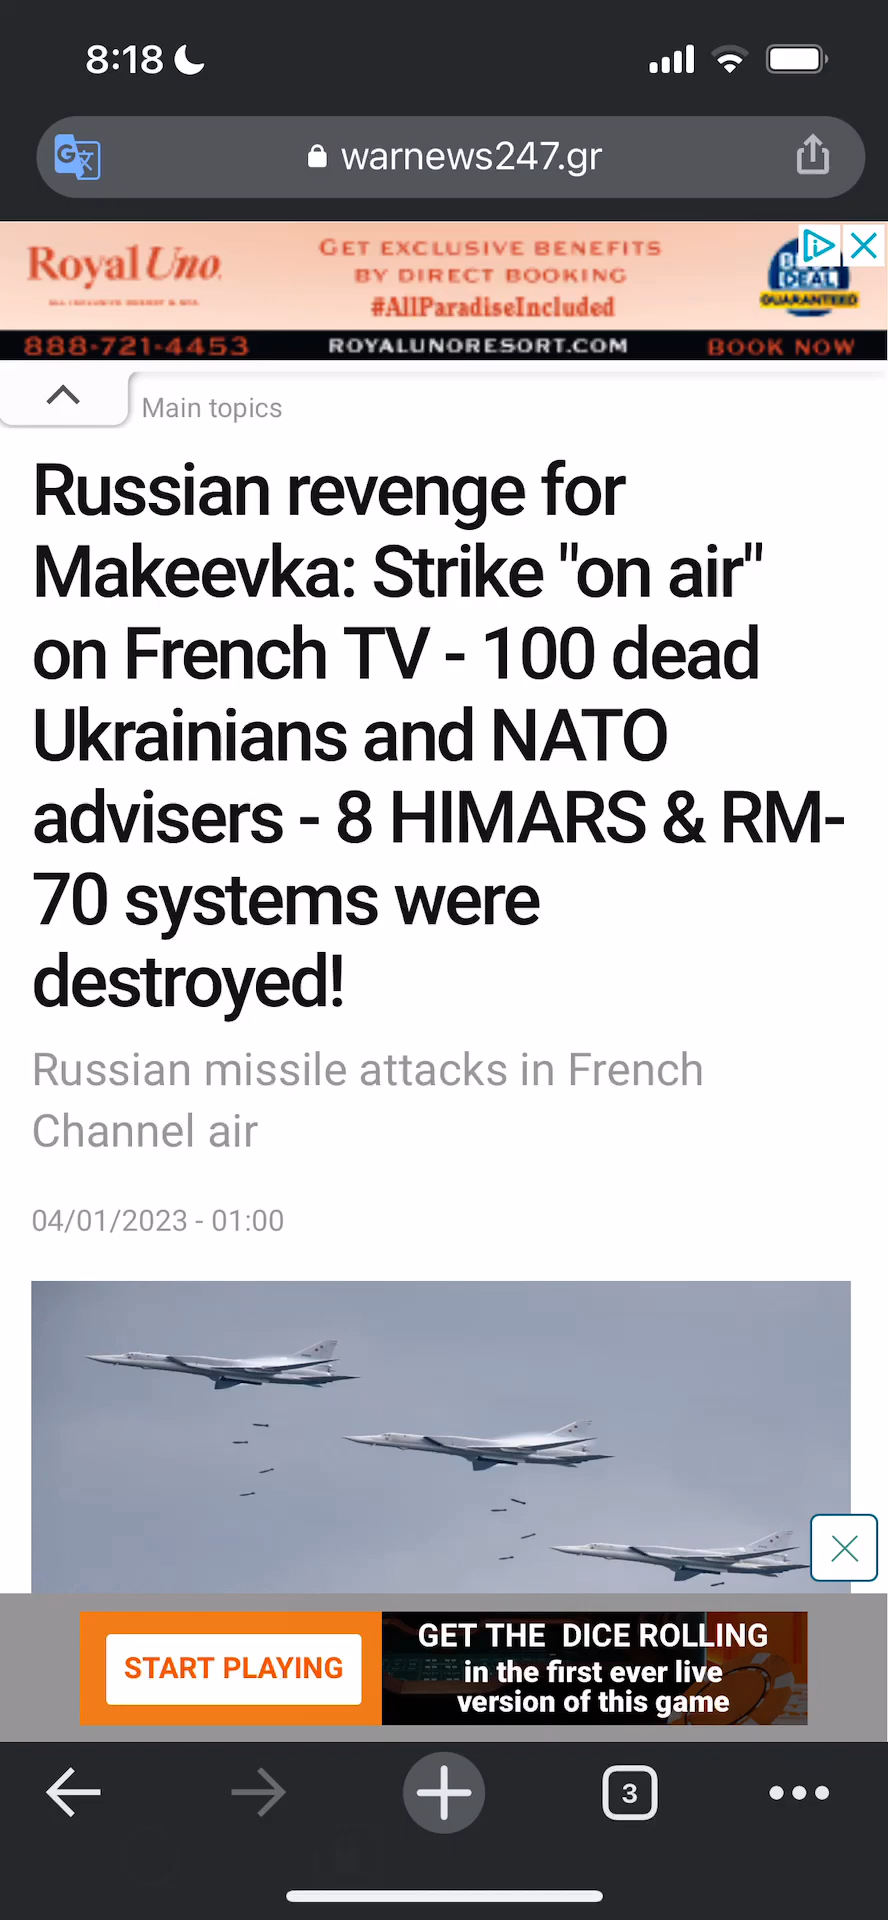 8:18
warnews247.gr
Royal Uno
GET EXCLUSIVE BENEFITS
BY DIRECT BOOKING
#AllParadiseIncluded
BEST
DEAL
GUARANTEED
888-721-4453
ROYALUNORESORT.COM
BOOK NOW
Main topics
Russian revenge for
Makeevka: Strike "on air"
on French TV - 100 dead
Ukrainians and NATO
advisers - 8 HIMARS & RM-
70 systems were
destroyed!
Russian missile attacks in French
Channel air
04/01/2023 - 01:00
START PLAYING
GET THE DICE ROLLING
in the first ever live
version of this game
3